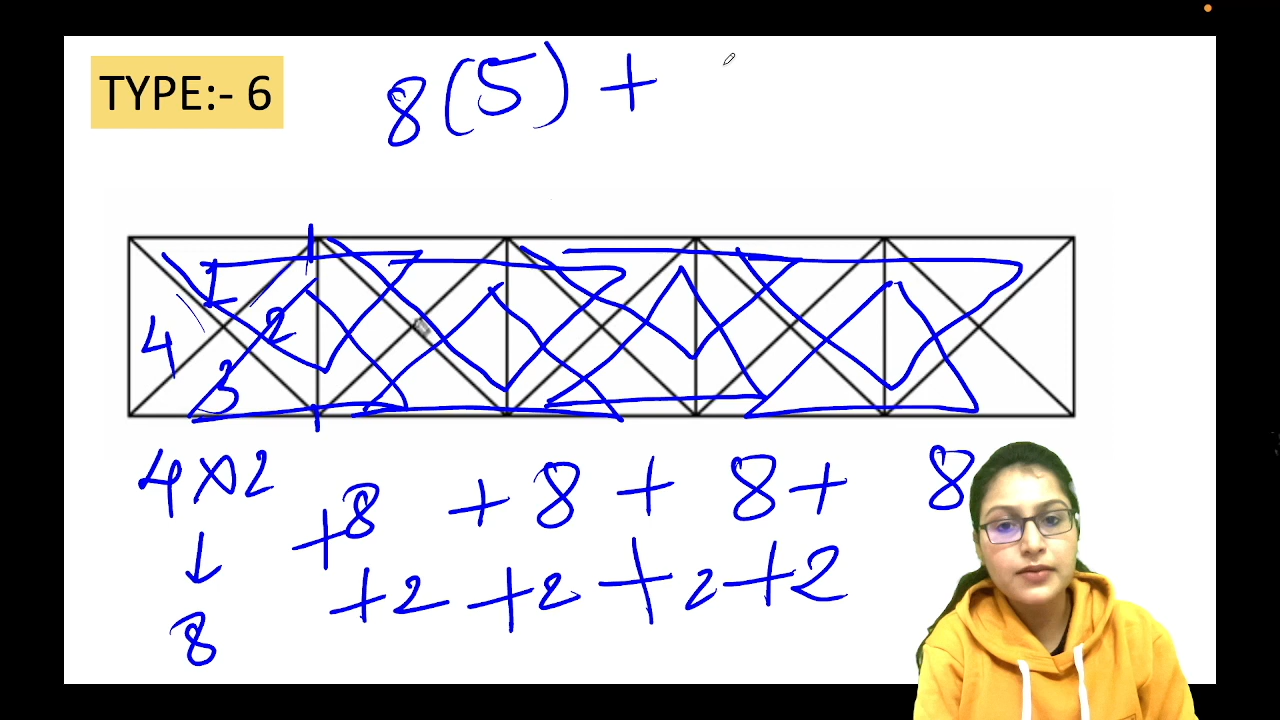 TYPE:- 6
8(5) +
1
4
2
3
4×2 +8 +8 + 8 + 8
↓
+2 +2 +2 +2
8